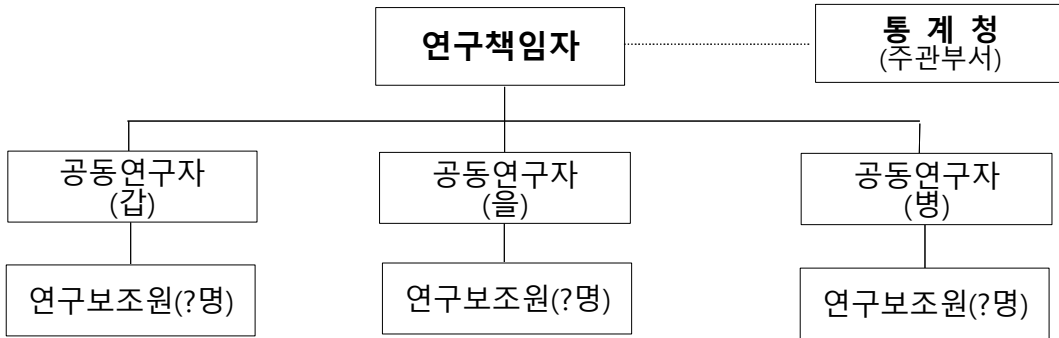 연구책임자
통 계 청
(주관부서)
공동연구자
(갑)
공동연구자
(을)
공동연구자
(병)
연구보조원(?명)
연구보조원(?명)
연구보조원(?명)